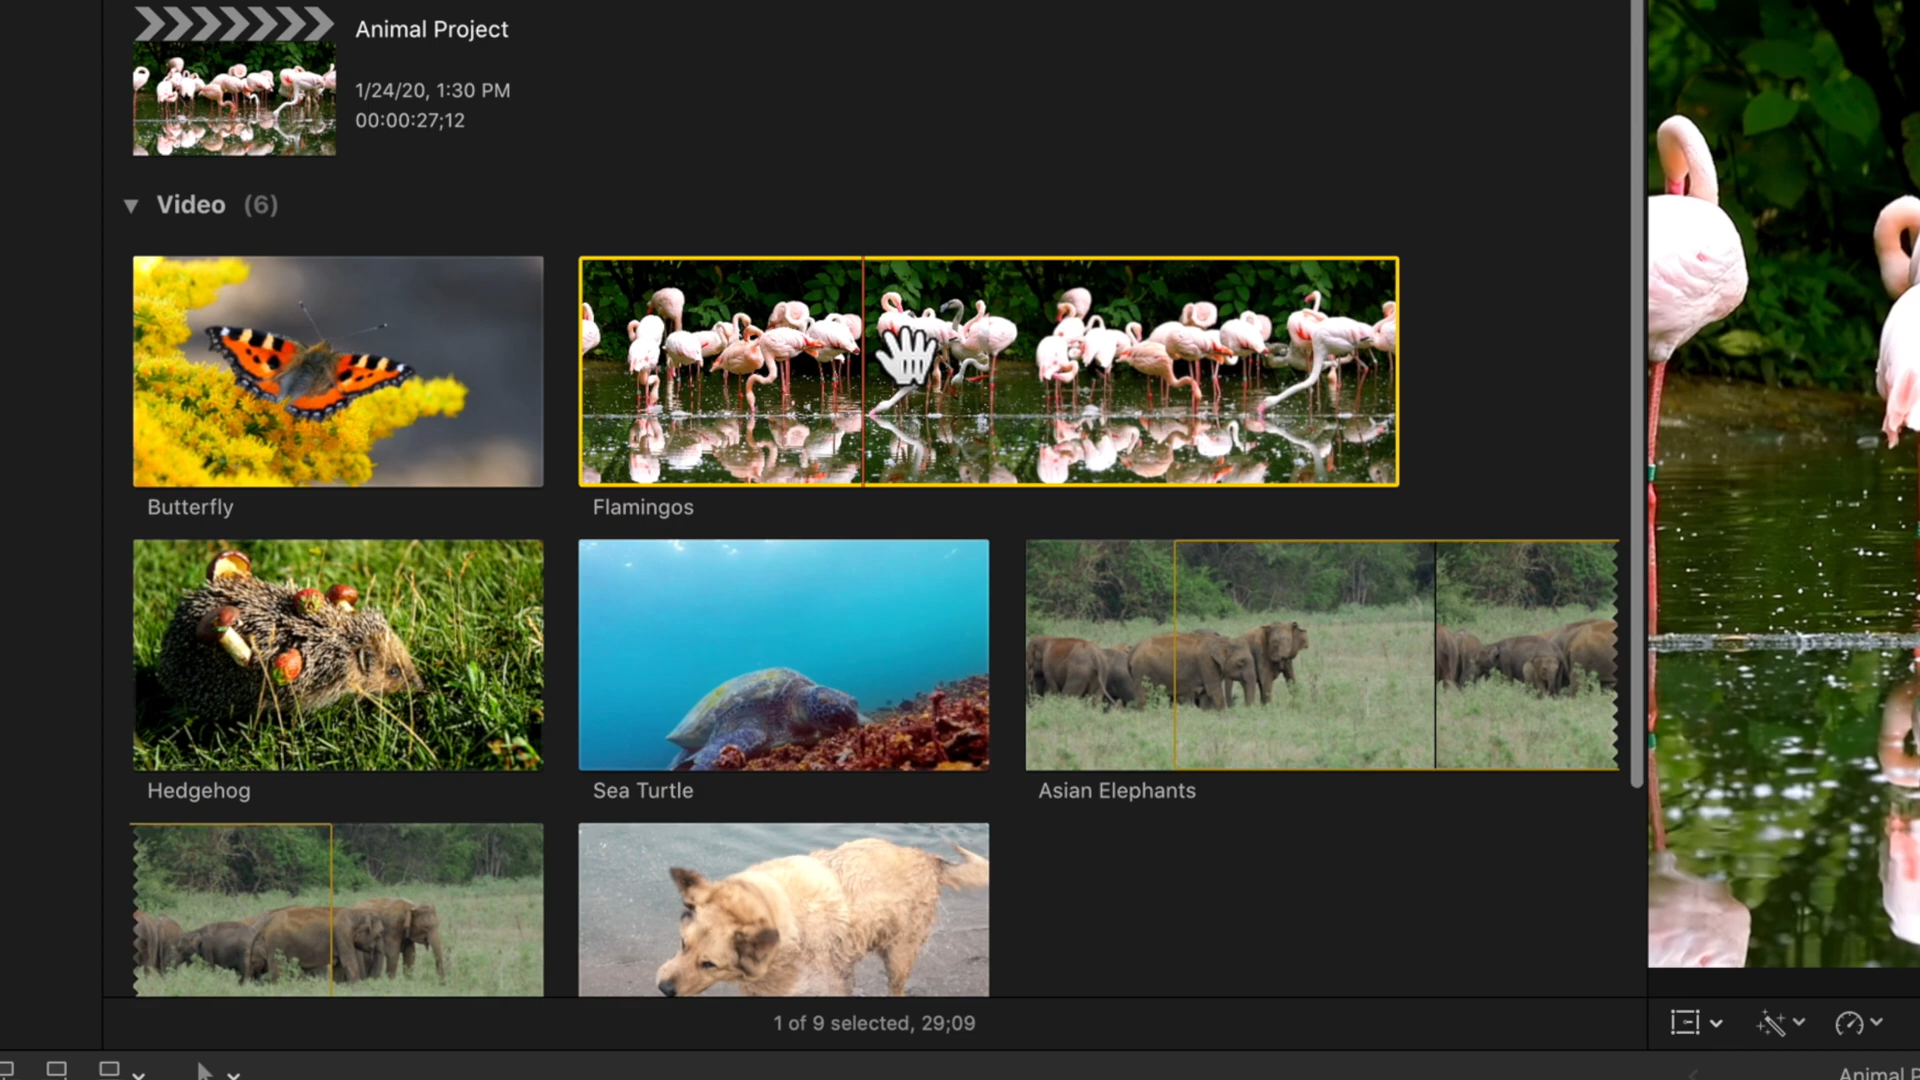 Animal Project
1/24/20, 1:30 PM
00:00:27;12
Video (6)
Butterfly
Flamingos
Hedgehog
Sea Turtle
Asian Elephants
1 of 9 selected, 29;09
Animal P